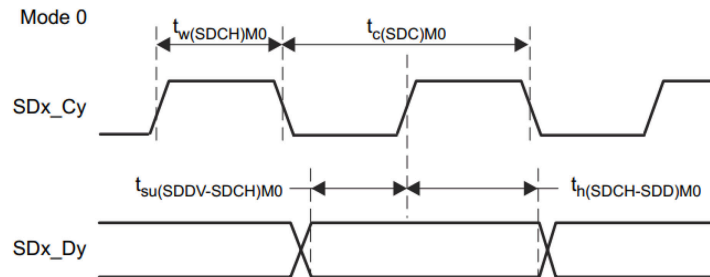 Mode 0
tw(SDCH)M0 tc(SDC)M0
SDx_Cy
tsu(SDDV-SDCH)M0 th(SDCH-SDD)M0
SDx_Dy